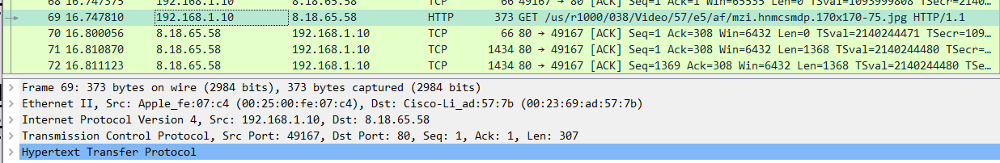 68 16.747375 192.168.1.10 8.18.65.58 TCP 66 49167 → 80 [ACK] Seq=1 Ack=1 Win=65535 Len=0 TSval=1093999808 TSecr=2140…
69 16.747810 192.168.1.10 8.18.65.58 HTTP 373 GET /us/r1000/038/Video/57/e5/af/mzi.hnmcsmdp.170x170-75.jpg HTTP/1.1
70 16.800056 8.18.65.58 192.168.1.10 TCP 66 80 → 49167 [ACK] Seq=1 Ack=308 Win=6432 Len=0 TSval=2140244471 TSecr=109…
71 16.810870 8.18.65.58 192.168.1.10 TCP 1434 80 → 49167 [ACK] Seq=1 Ack=308 Win=6432 Len=1368 TSval=2140244480 TSecr=…
72 16.811123 8.18.65.58 192.168.1.10 TCP 1434 80 → 49167 [ACK] Seq=1369 Ack=308 Win=6432 Len=1368 TSval=2140244480 TSe…
Frame 69: 373 bytes on wire (2984 bits), 373 bytes captured (2984 bits)
Ethernet II, Src: Apple_fe:07:c4 (00:25:00:fe:07:c4), Dst: Cisco-Li_ad:57:7b (00:23:69:ad:57:7b)
Internet Protocol Version 4, Src: 192.168.1.10, Dst: 8.18.65.58
Transmission Control Protocol, Src Port: 49167, Dst Port: 80, Seq: 1, Ack: 1, Len: 307
Hypertext Transfer Protocol